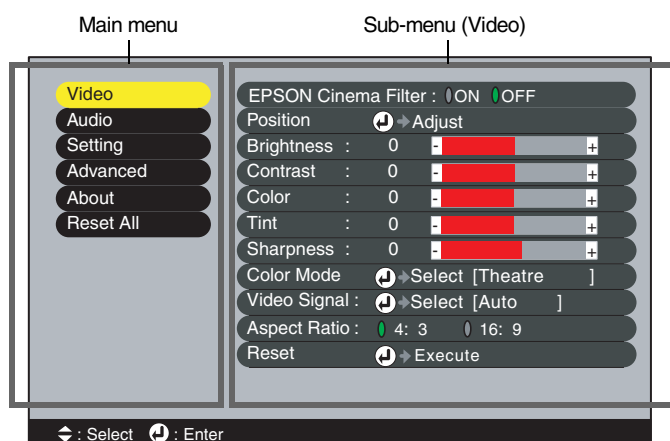 Main menu
Sub-menu (Video)
Video
Audio
Setting
Advanced
About
Reset All
EPSON Cinema Filter : ON OFF
Position Adjust
Brightness : 0 - +
Contrast : 0 - +
Color : 0 - +
Tint : 0 - +
Sharpness : 0 - +
Color Mode Select [Theatre ]
Video Signal : Select [Auto ]
Aspect Ratio : 4: 3 16: 9
Reset Execute
: Select : Enter